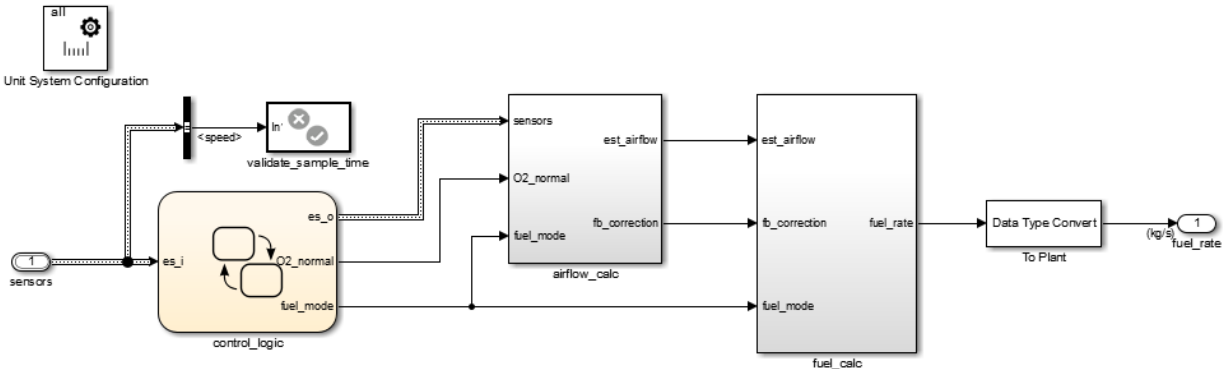 all
Unit System Configuration
<speed>
In
validate_sample_time
1
sensors
es_i
es_o
O2_normal
fuel_mode
control_logic
sensors
O2_normal
fuel_mode
est_airflow
fb_correction
airflow_calc
est_airflow
fb_correction
fuel_mode
fuel_rate
fuel_calc
Data Type Convert
To Plant
(kg/s)
1
fuel_rate